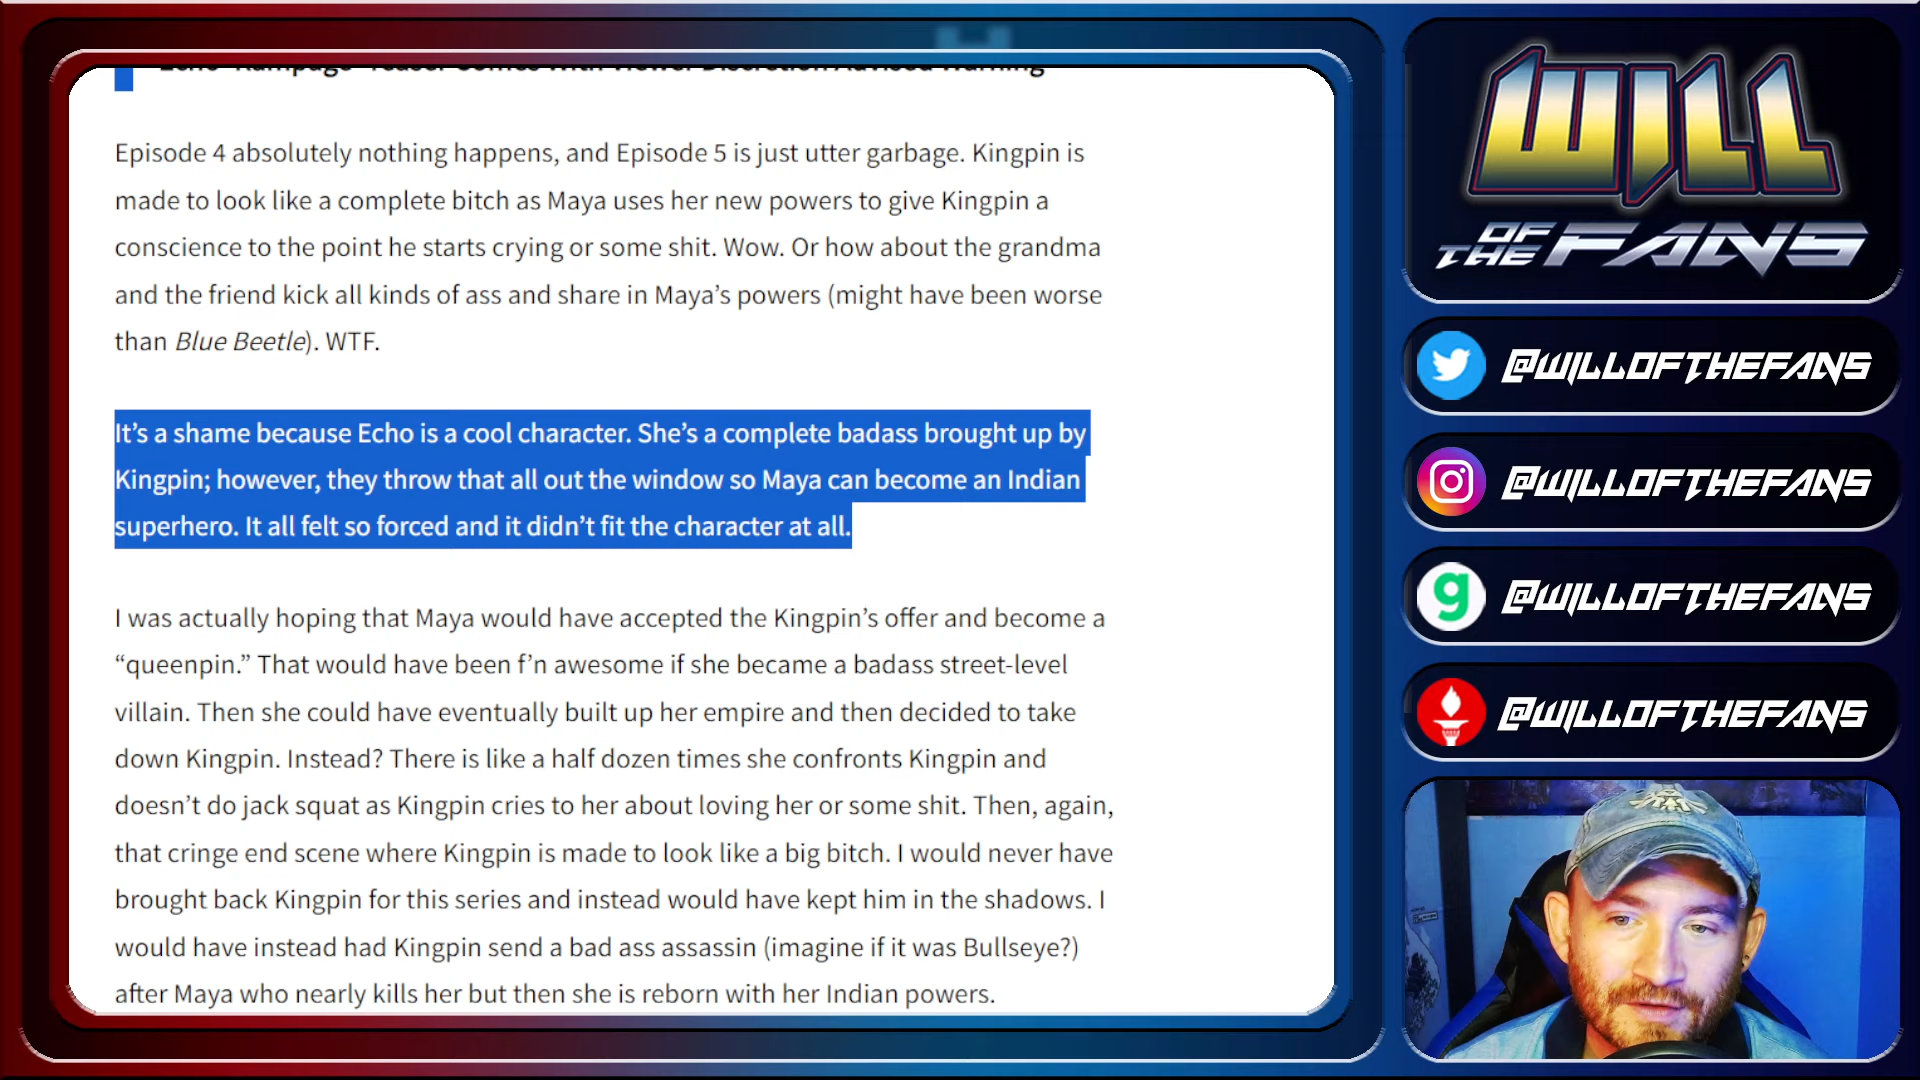 Echo 'Rampage' Teaser Comes With Viewer Discretion Advised Warning
Episode 4 absolutely nothing happens, and Episode 5 is just utter garbage. Kingpin is
made to look like a complete bitch as Maya uses her new powers to give Kingpin a
conscience to the point he starts crying or some shit. Wow. Or how about the grandma
and the friend kick all kinds of ass and share in Maya’s powers (might have been worse
than Blue Beetle). WTF.
It’s a shame because Echo is a cool character. She’s a complete badass brought up by
Kingpin; however, they throw that all out the window so Maya can become an Indian
superhero. It all felt so forced and it didn’t fit the character at all.
I was actually hoping that Maya would have accepted the Kingpin’s offer and become a
“queenpin.” That would have been f’n awesome if she became a badass street-level
villain. Then she could have eventually built up her empire and then decided to take
down Kingpin. Instead? There is like a half dozen times she confronts Kingpin and
doesn’t do jack squat as Kingpin cries to her about loving her or some shit. Then, again,
that cringe end scene where Kingpin is made to look like a big bitch. I would never have
brought back Kingpin for this series and instead would have kept him in the shadows. I
would have instead had Kingpin send a bad ass assassin (imagine if it was Bullseye?)
after Maya who nearly kills her but then she is reborn with her Indian powers.
WILL
OF THE FANS
@WILLOFTHEFANS
@WILLOFTHEFANS
g @WILLOFTHEFANS
@WILLOFTHEFANS